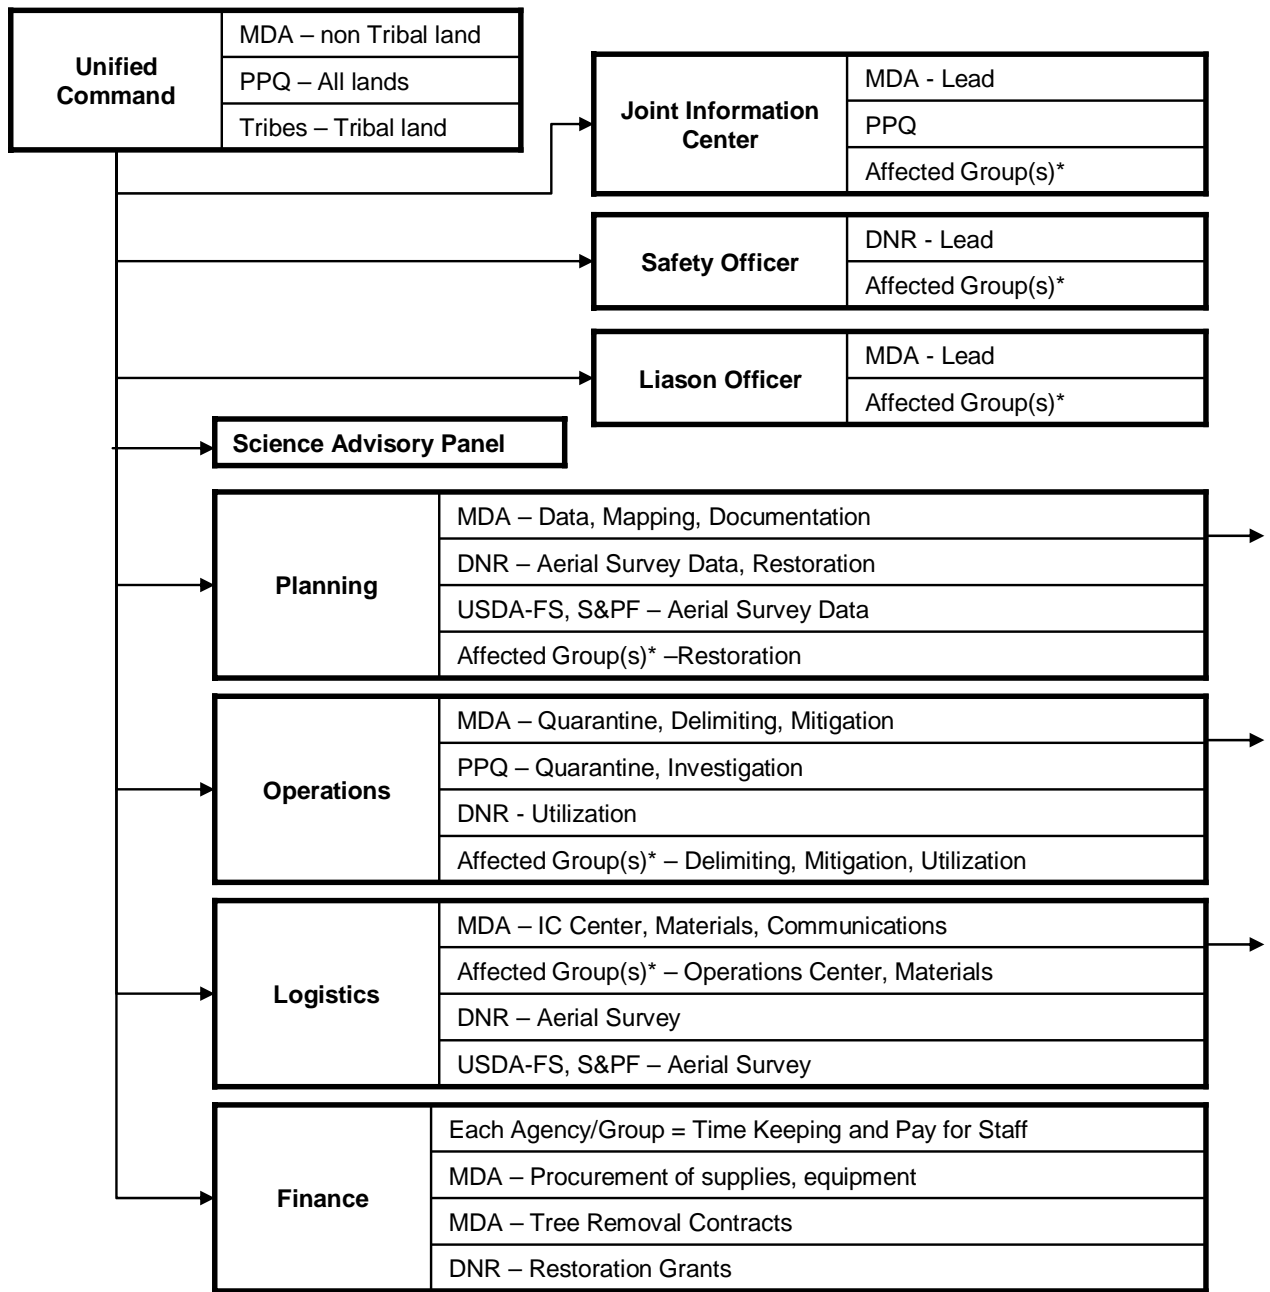 Unified
Command
MDA – non Tribal land
PPQ – All lands
Tribes – Tribal land
Joint Information
Center
MDA - Lead
PPQ
Affected Group(s)*
Safety Officer
DNR - Lead
Affected Group(s)*
Liason Officer
MDA - Lead
Affected Group(s)*
Science Advisory Panel
Planning
MDA – Data, Mapping, Documentation
DNR – Aerial Survey Data, Restoration
USDA-FS, S&PF – Aerial Survey Data
Affected Group(s)* –Restoration
Operations
MDA – Quarantine, Delimiting, Mitigation
PPQ – Quarantine, Investigation
DNR - Utilization
Affected Group(s)* – Delimiting, Mitigation, Utilization
Logistics
MDA – IC Center, Materials, Communications
Affected Group(s)* – Operations Center, Materials
DNR – Aerial Survey
USDA-FS, S&PF – Aerial Survey
Finance
Each Agency/Group = Time Keeping and Pay for Staff
MDA – Procurement of supplies, equipment
MDA – Tree Removal Contracts
DNR – Restoration Grants